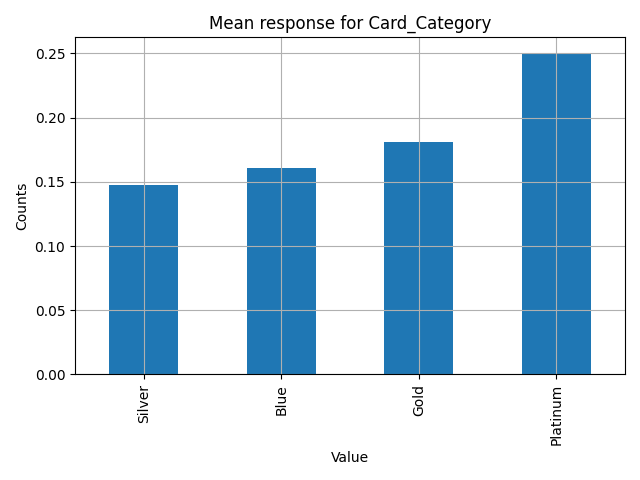 Mean response for Card_Category
Counts
0.25
0.20
0.15
0.10
0.05
0.00
Silver
Blue
Gold
Platinum
Value